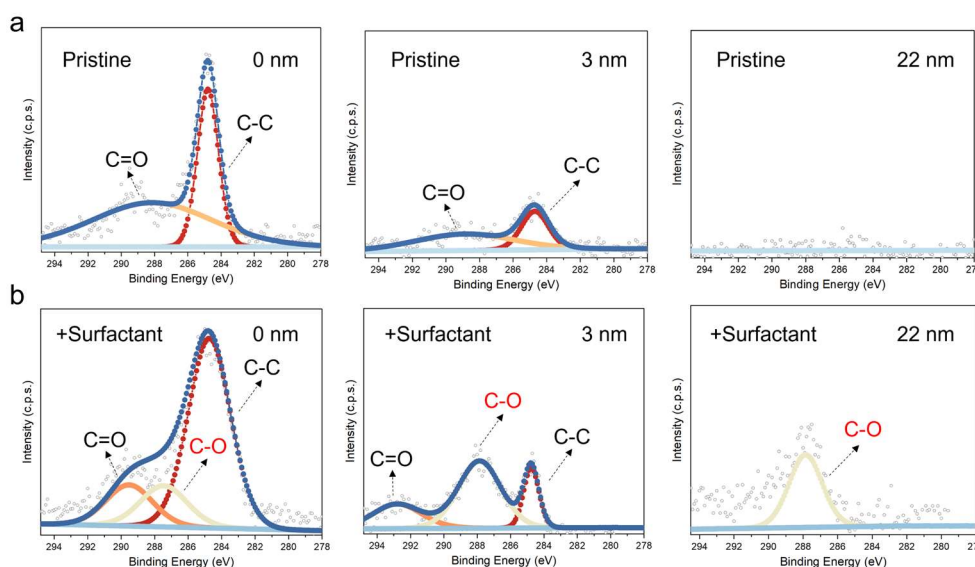 a
Pristine 0 nm
C=O
C-C
Intensity (c.p.s.)
294 292 290 288 286 284 282 280 278
Binding Energy (eV)
Pristine 3 nm
C=O
C-C
Intensity (c.p.s.)
294 292 290 288 286 284 282 280 278
Binding Energy (eV)
Pristine 22 nm
Intensity (c.p.s.)
294 292 290 288 286 284 282 280 278
Binding Energy (eV)
b
+Surfactant 0 nm
C-C
C=O
C-O
Intensity (c.p.s.)
294 292 290 288 286 284 282 280 278
Binding Energy (eV)
+Surfactant 3 nm
C-O
C=O
C-C
Intensity (c.p.s.)
294 292 290 288 286 284 282 280 278
Binding Energy (eV)
+Surfactant 22 nm
C-O
Intensity (c.p.s.)
294 292 290 288 286 284 282 280 278
Binding Energy (eV)